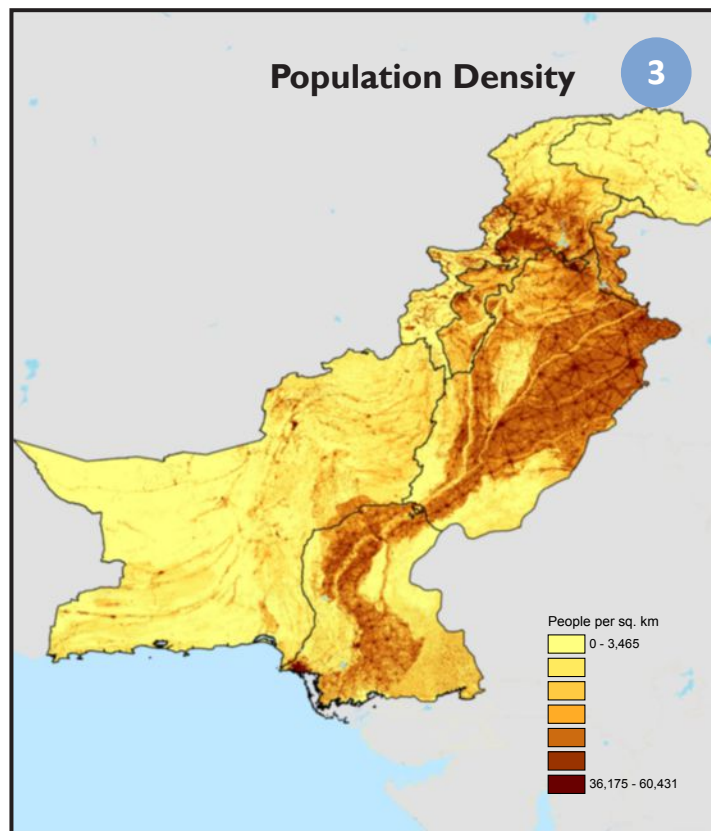 Population Density
3
People per sq. km
0 - 3,465
36,175 - 60,431